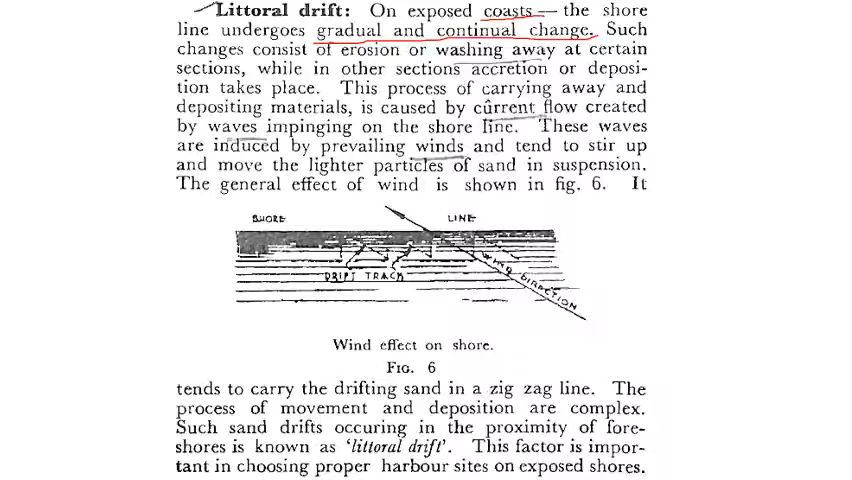 Littoral drift: On exposed coasts — the shore
line undergoes gradual and continual change. Such
changes consist of erosion or washing away at certain
sections, while in other sections accretion or deposi-
tion takes place. This process of carrying away and
depositing materials, is caused by current flow created
by waves impinging on the shore line. These waves
are induced by prevailing winds and tend to stir up
and move the lighter particles of sand in suspension.
The general effect of wind is shown in fig. 6. It
SHORE LINE
DRIFT TRACK
WIND DIRECTION
Wind effect on shore.
FIG. 6
tends to carry the drifting sand in a zig zag line. The
process of movement and deposition are complex.
Such sand drifts occuring in the proximity of fore-
shores is known as ‘littoral drift’. This factor is impor-
tant in choosing proper harbour sites on exposed shores.